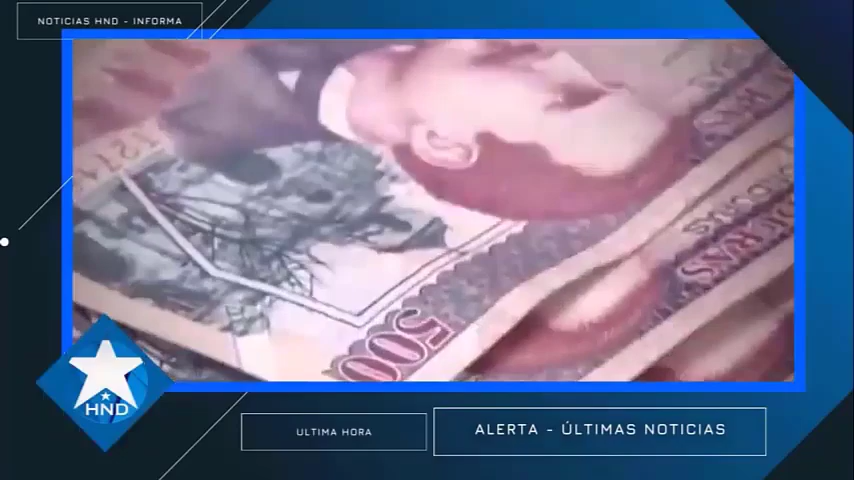 NOTICIAS HND - INFORMA
500
HND
ULTIMA HORA
ALERTA - ÚLTIMAS NOTICIAS